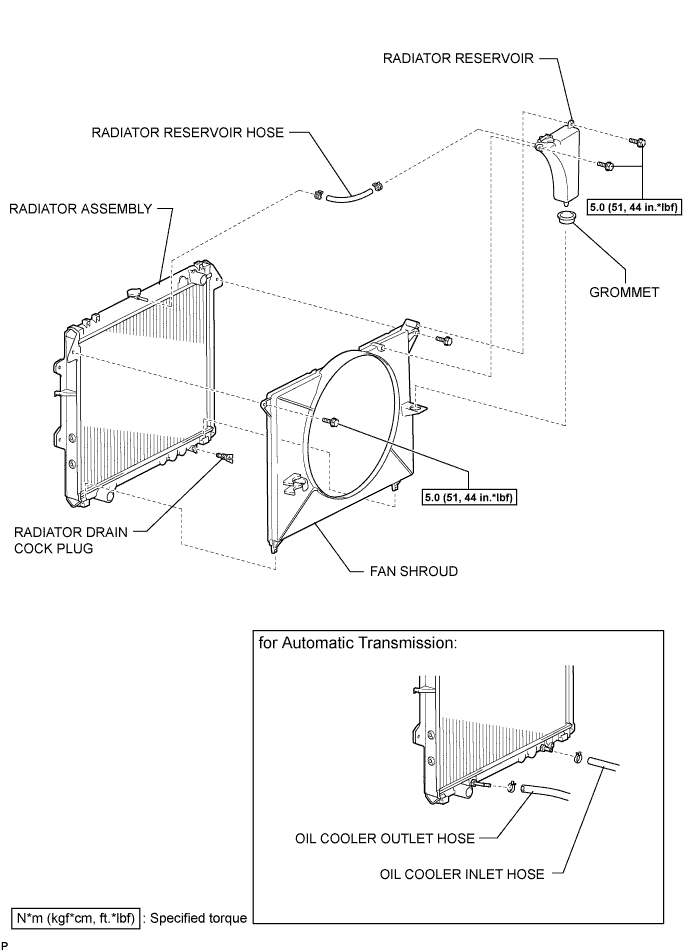 RADIATOR RESERVOIR
RADIATOR RESERVOIR HOSE
RADIATOR ASSEMBLY
5.0 (51, 44 in.*lbf)
GROMMET
5.0 (51, 44 in.*lbf)
RADIATOR DRAIN
COCK PLUG
FAN SHROUD
for Automatic Transmission:
OIL COOLER OUTLET HOSE
OIL COOLER INLET HOSE
N*m (kgf*cm, ft.*lbf) : Specified torque
P